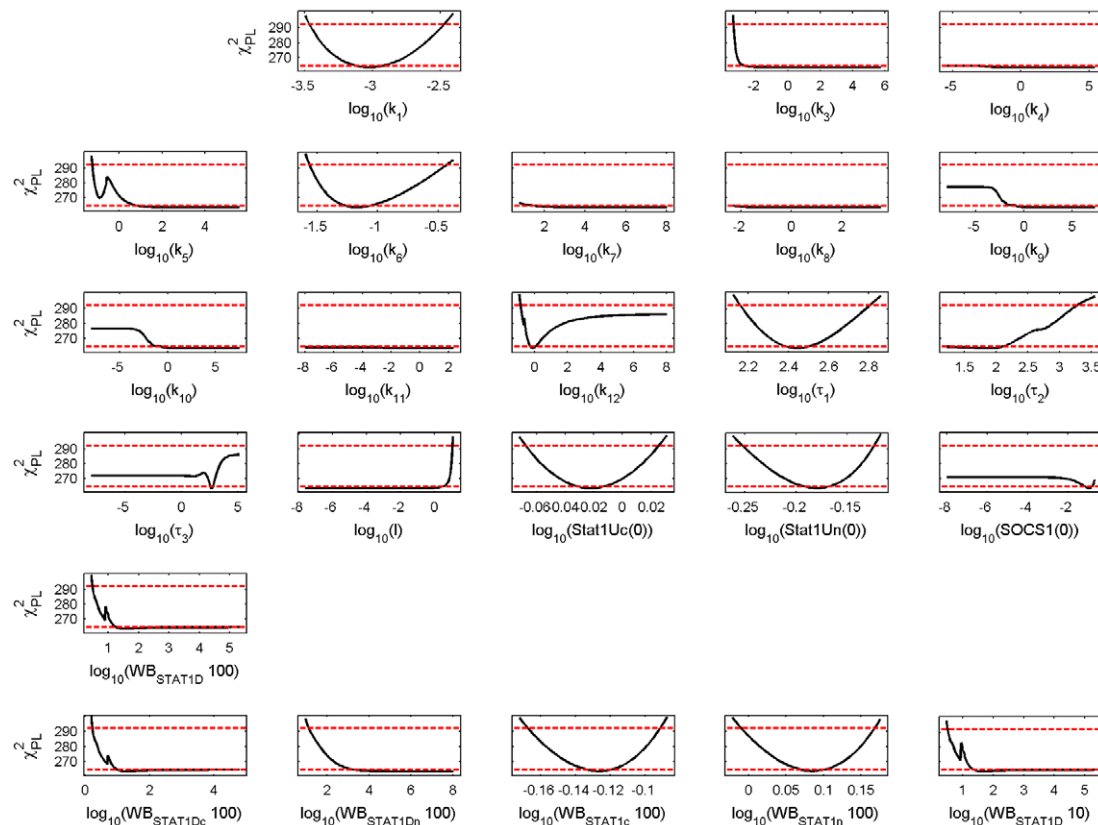 χ²PL 290 280 270
-3.5 -3 -2.5 -2 0 2 4 6 -5 0 5
log10(k1) log10(k3) log10(k4)
χ²PL 290 280 270
0 2 4 -1.5 -1 -0.5 2 4 6 8 -2 0 2 -5 0 5
log10(k5) log10(k6) log10(k7) log10(k8) log10(k9)
χ²PL 290 280 270
-5 0 5 -8 -6 -4 -2 0 2 0 2 4 6 8 2.2 2.4 2.6 2.8 1.5 2 2.5 3 3.5
log10(k10) log10(k11) log10(k12) log10(τ1) log10(τ2)
χ²PL 290 280 270
-5 0 5 -8 -6 -4 -2 0 -0.06 -0.04 -0.02 0 0.02 -0.25 -0.2 -0.15 -8 -6 -4 -2
log10(τ3) log10(l) log10(Stat1Uc(0)) log10(Stat1Un(0)) log10(SOCS1(0))
χ²PL 290 280 270
1 2 3 4 5
log10(WBSTAT1D 100)
χ²PL 290 280 270
0 2 4 2 4 6 8 -0.16 -0.14 -0.12 -0.1 0 0.05 0.1 0.15 1 2 3 4 5
log10(WBSTAT1Dc 100) log10(WBSTAT1Dn 100) log10(WBSTAT1c 100) log10(WBSTAT1n 100) log10(WBSTAT1D 10)